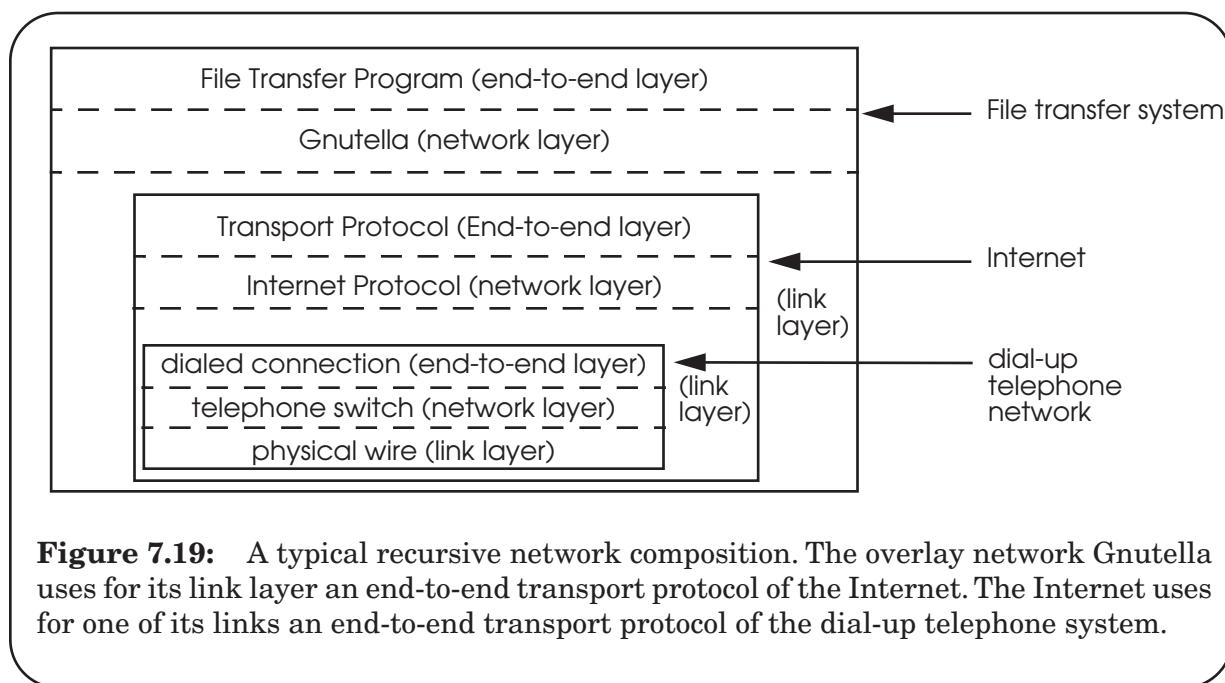 File Transfer Program (end-to-end layer)
File transfer system
Gnutella (network layer)
Transport Protocol (End-to-end layer)
Internet
Internet Protocol (network layer)
(link
layer)
dialed connection (end-to-end layer)
dial-up
telephone
network
(link
layer)
telephone switch (network layer)
physical wire (link layer)
Figure 7.19: A typical recursive network composition. The overlay network Gnutella
uses for its link layer an end-to-end transport protocol of the Internet. The Internet uses
for one of its links an end-to-end transport protocol of the dial-up telephone system.